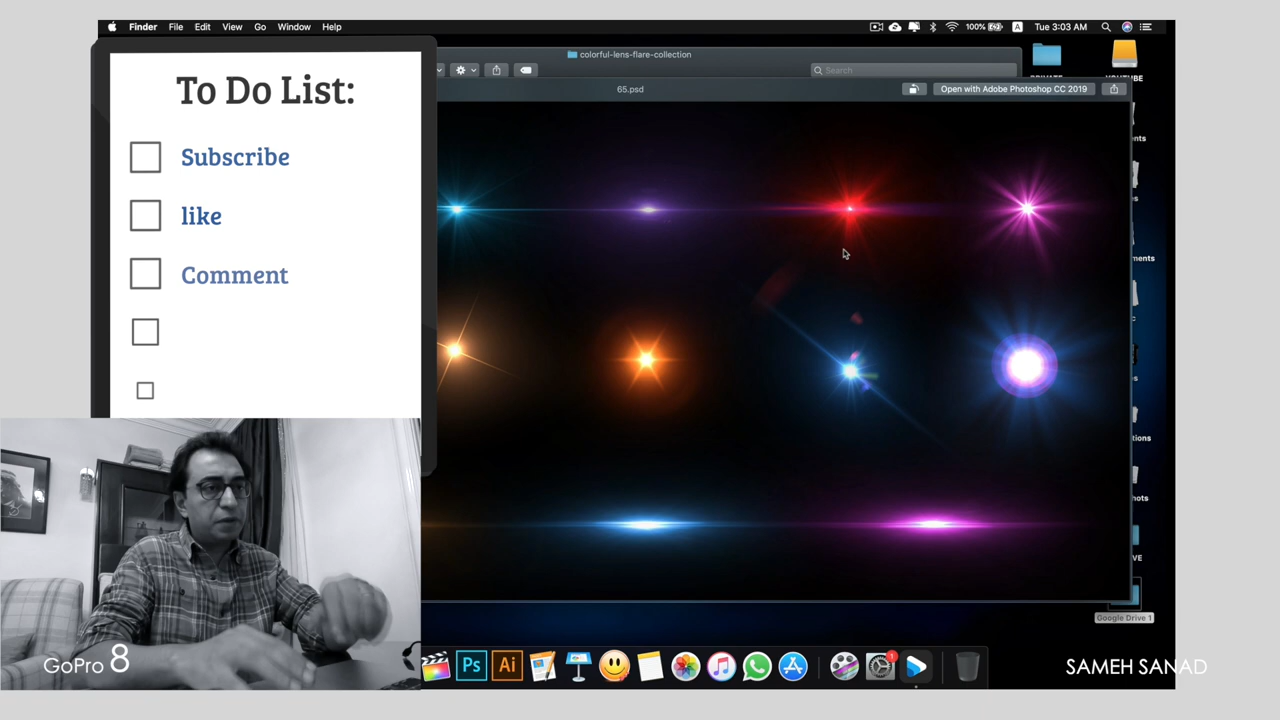 Finder File Edit View Go Window Help 100% A Tue 3:03 AM
colorful-lens-flare-collection
Search
65.psd
Open with Adobe Photoshop CC 2019
To Do List:
Subscribe
like
Comment
YOUTUBE
Google Drive 1
Ps Ai 1
GoPro 8
SAMEH SANAD